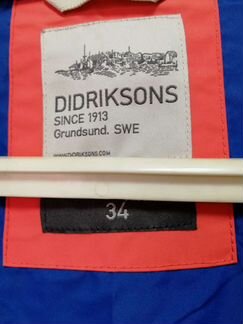 DIDRIKSONS
SINCE 1913
Grundsund. SWE
WWW.DIDRIKSONS.COM
34